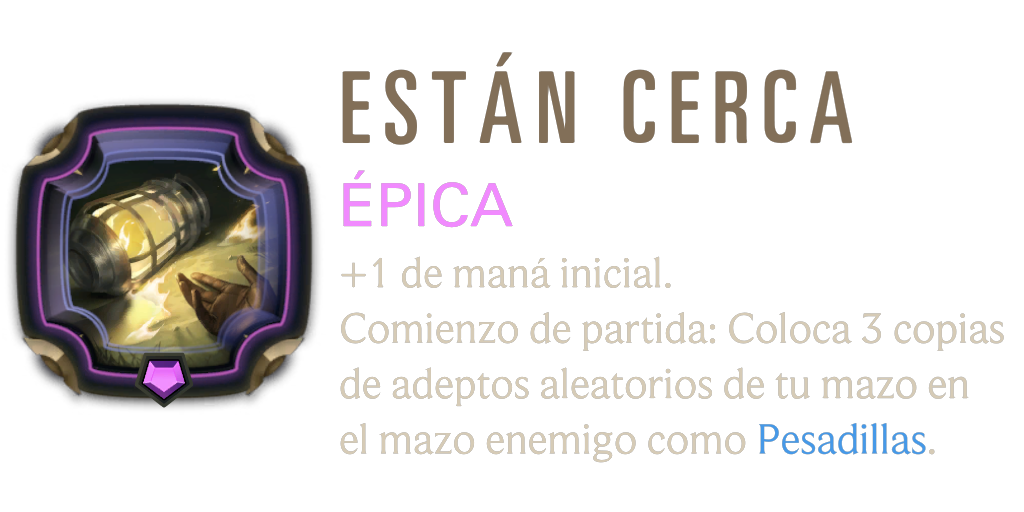 ESTÁN CERCA
ÉPICA
+1 de maná inicial.
Comienzo de partida: Coloca 3 copias
de adeptos aleatorios de tu mazo en
el mazo enemigo como Pesadillas.